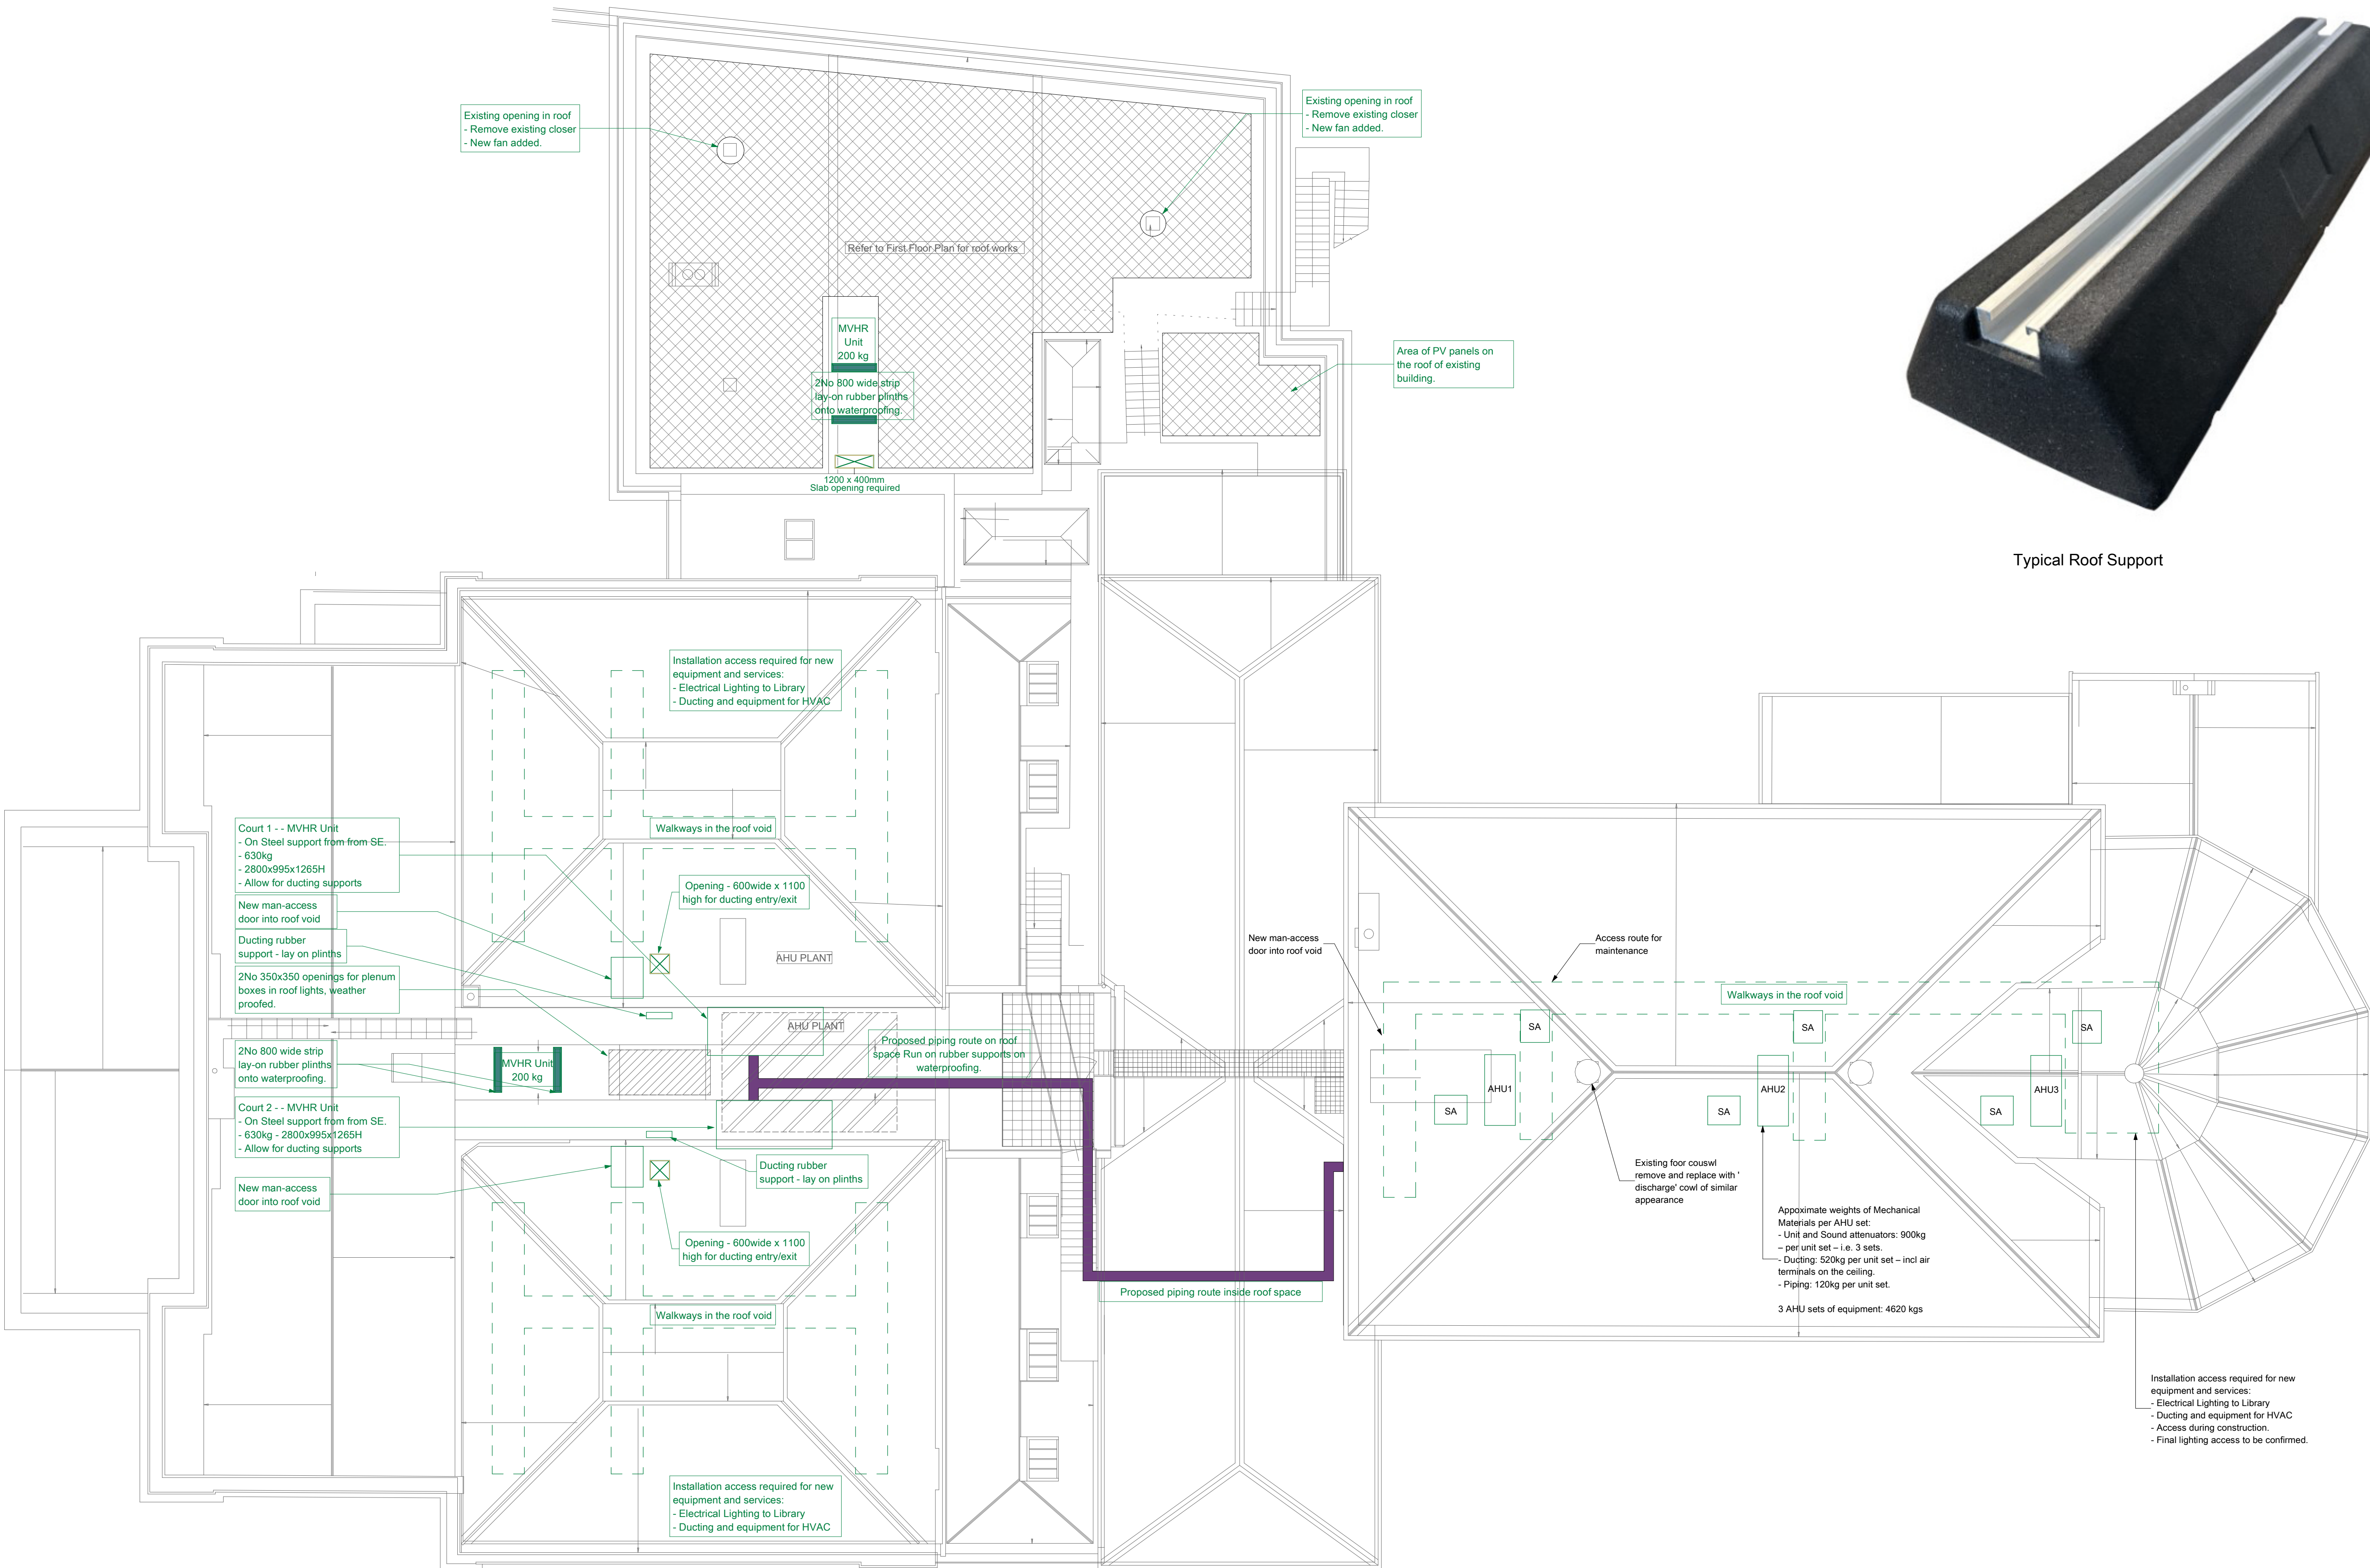 Existing opening in roof
- Remove existing closer
- New fan added.
Existing opening in roof
- Remove existing closer
- New fan added.
Refer to First Floor Plan for roof works
MVHR
Unit
200 kg
2No 800 wide strip
lay-on rubber plinths
onto waterproofing.
Area of PV panels on
the roof of existing
building.
1200 x 400mm
Slab opening required
Typical Roof Support
Installation access required for new
equipment and services:
- Electrical Lighting to Library
- Ducting and equipment for HVAC
Walkways in the roof void
Court 1 - - MVHR Unit
- On Steel support from from SE.
- 630kg
- 2800x995x1265H
- Allow for ducting supports
New man-access
door into roof void
Ducting rubber
support - lay on plinths
2No 350x350 openings for plenum
boxes in roof lights, weather
proofed.
2No 800 wide strip
lay-on rubber plinths
onto waterproofing.
Court 2 - - MVHR Unit
- On Steel support from from SE.
- 630kg - 2800x995x1265H
- Allow for ducting supports
New man-access
door into roof void
Opening - 600wide x 1100
high for ducting entry/exit
AHU PLANT
AHU PLANT
MVHR Unit
200 kg
Proposed piping route on roof
space Run on rubber supports on
waterproofing.
Ducting rubber
support - lay on plinths
Opening - 600wide x 1100
high for ducting entry/exit
Walkways in the roof void
Installation access required for new
equipment and services:
- Electrical Lighting to Library
- Ducting and equipment for HVAC
Proposed piping route inside roof space
New man-access
door into roof void
Access route for
maintenance
Walkways in the roof void
SA
SA
SA
AHU1
AHU2
AHU3
SA
SA
SA
Existing foor couswl
remove and replace with '
discharge' cowl of similar
appearance
Appoximate weights of Mechanical
Materials per AHU set:
- Unit and Sound attenuators: 900kg
– per unit set – i.e. 3 sets.
- Ducting: 520kg per unit set – incl air
terminals on the ceiling.
- Piping: 120kg per unit set.
3 AHU sets of equipment: 4620 kgs
Installation access required for new
equipment and services:
- Electrical Lighting to Library
- Ducting and equipment for HVAC
- Access during construction.
- Final lighting access to be confirmed.